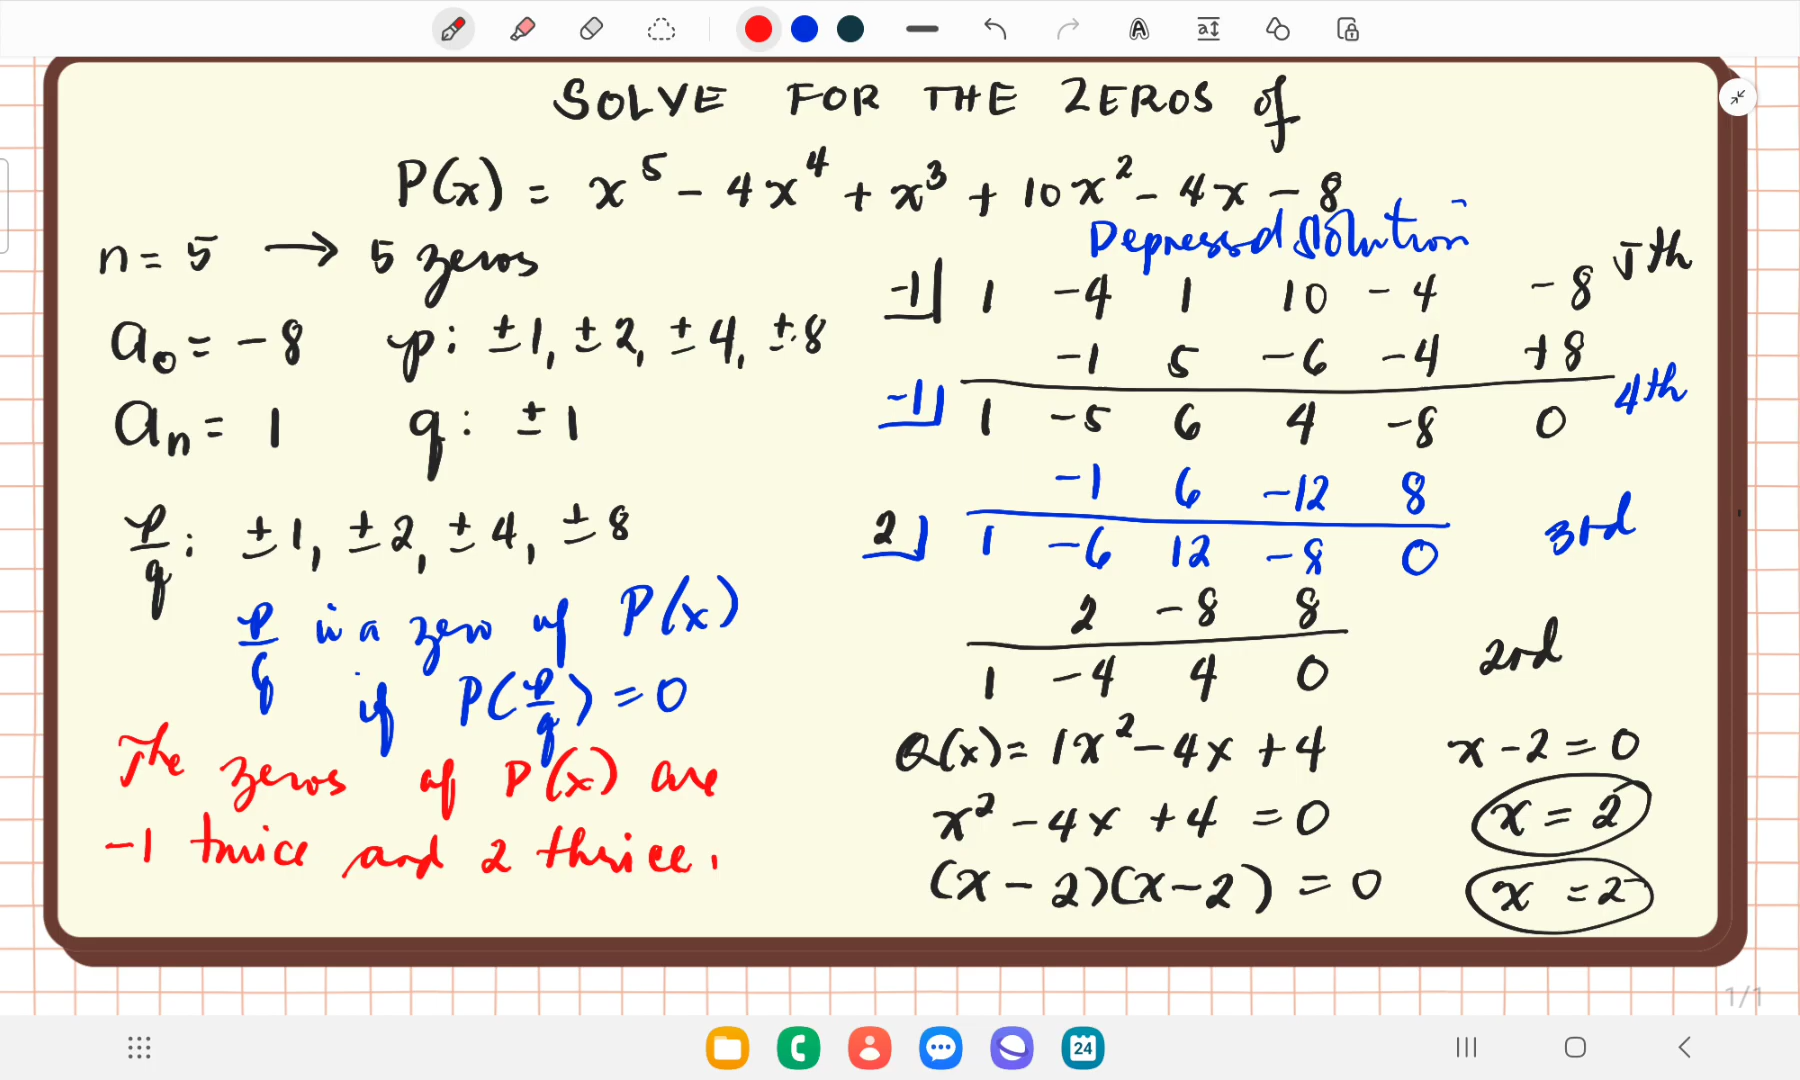 SOLVE FOR THE ZEROS of
P(x) = x⁵ - 4x⁴ + x³ + 10x² - 4x - 8
n = 5 → 5 zeros
a₀ = -8 p: ±1, ±2, ±4, ±8
aₙ = 1 q: ±1
p/q: ±1, ±2, ±4, ±8
p/q is a zero of P(x)
if P(p/q) = 0
The zeros of P(x) are
-1 twice and 2 thrice.
Depressed Solution
-1| 1 -4 1 10 -4 -8 5th
-1 5 -6 -4 +8
-1| 1 -5 6 4 -8 0 4th
-1 6 -12 8
2| 1 -6 12 -8 0 3rd
2 -8 8
1 -4 4 0 2nd
Q(x) = 1x² - 4x + 4
x² - 4x + 4 = 0
(x - 2)(x - 2) = 0
x - 2 = 0
x = 2
x = 2
1/1
24